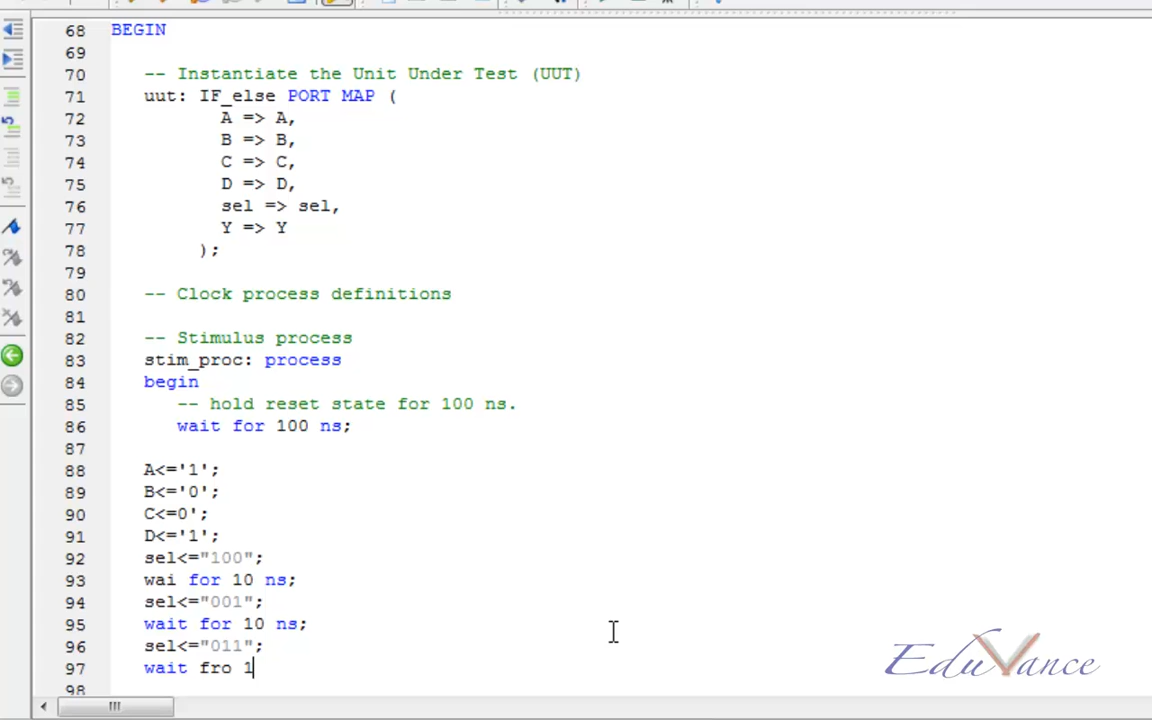 68 BEGIN
69
70 -- Instantiate the Unit Under Test (UUT)
71 uut: IF_else PORT MAP (
72 A => A,
73 B => B,
74 C => C,
75 D => D,
76 sel => sel,
77 Y => Y
78 );
79
80 -- Clock process definitions
81
82 -- Stimulus process
83 stim_proc: process
84 begin
85 -- hold reset state for 100 ns.
86 wait for 100 ns;
87
88 A<='1';
89 B<='0';
90 C<=0';
91 D<='1';
92 sel<="100";
93 wai for 10 ns;
94 sel<="001";
95 wait for 10 ns;
96 sel<="011";
97 wait fro 1
98
EduVance